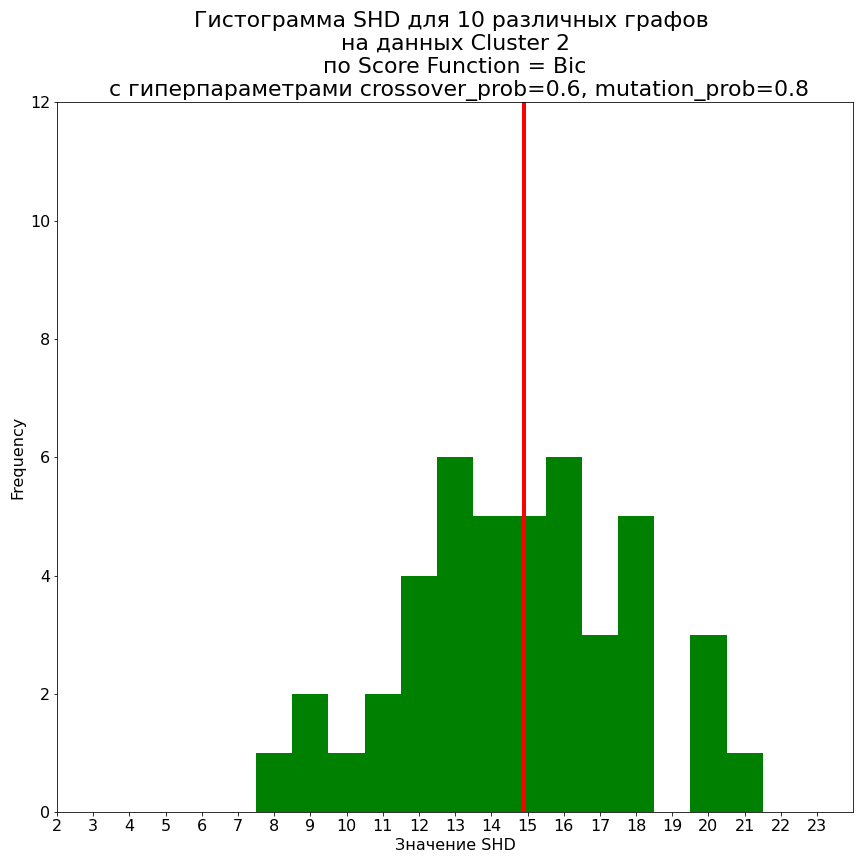 Гистограмма SHD для 10 различных графов
на данных Cluster 2
по Score Function = Bic
с гиперпараметрами crossover_prob=0.6, mutation_prob=0.8
12
10
8
6
4
2
0
Frequency
2 3 4 5 6 7 8 9 10 11 12 13 14 15 16 17 18 19 20 21 22 23
Значение SHD